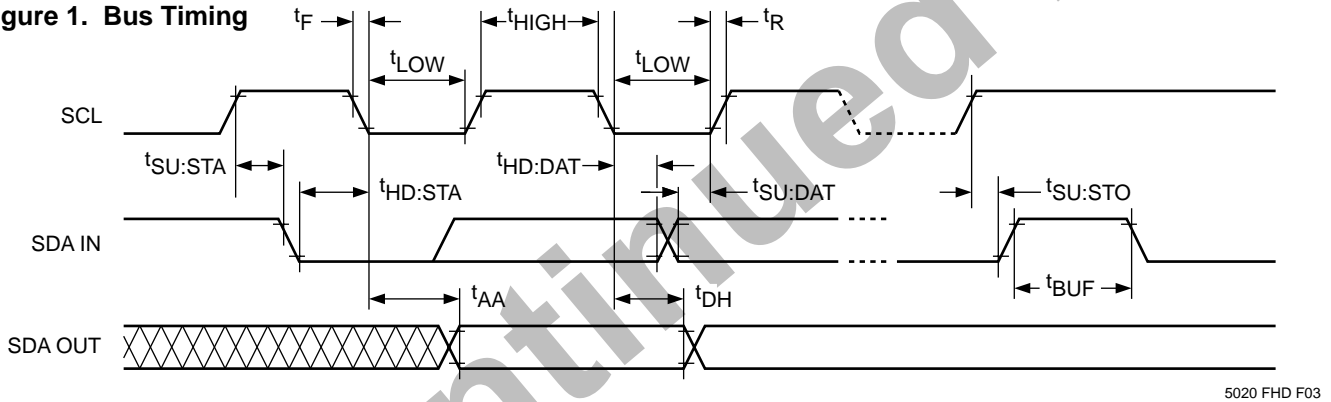 gure 1. Bus Timing
tF
tHIGH
tR
tLOW
tLOW
SCL
tSU:STA
tHD:STA
tHD:DAT
tSU:DAT
tSU:STO
SDA IN
tBUF
tAA
tDH
SDA OUT
5020 FHD F03